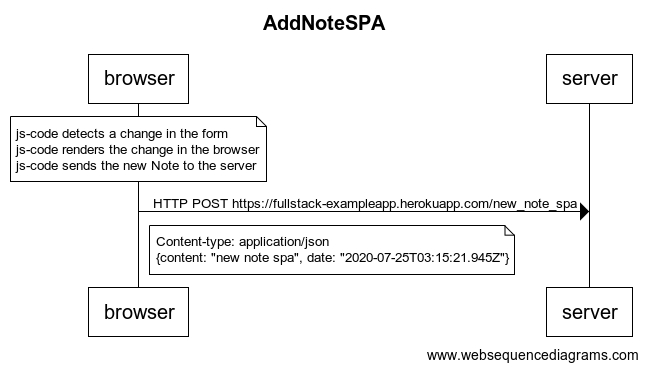 AddNoteSPA
browser
server
js-code detects a change in the form
js-code renders the change in the browser
js-code sends the new Note to the server
HTTP POST https://fullstack-exampleapp.herokuapp.com/new_note_spa
Content-type: application/json
{content: "new note spa", date: "2020-07-25T03:15:21.945Z"}
browser
server
www.websequencediagrams.com